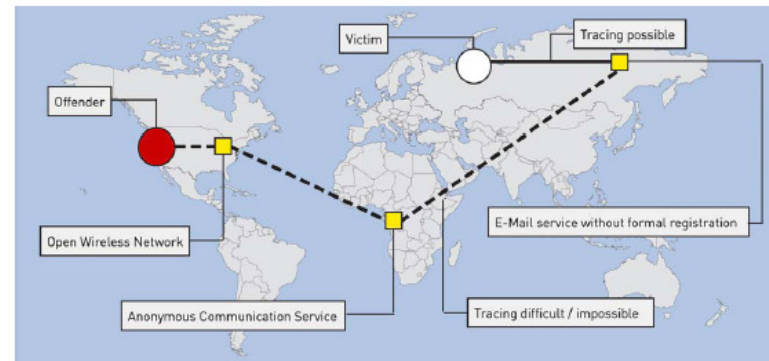 Victim
Tracing possible
Offender
Open Wireless Network
E-Mail service without formal registration
Anonymous Communication Service
Tracing difficult / impossible